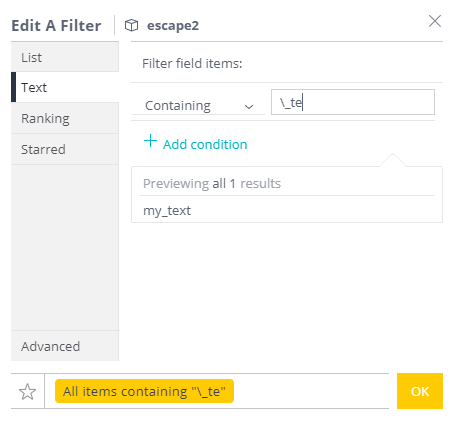 Edit A Filter escape2
List
Text
Ranking
Starred
Advanced
Filter field items:
Containing \_te
Add condition
Previewing all 1 results
my_text
All items containing "\_te"
OK